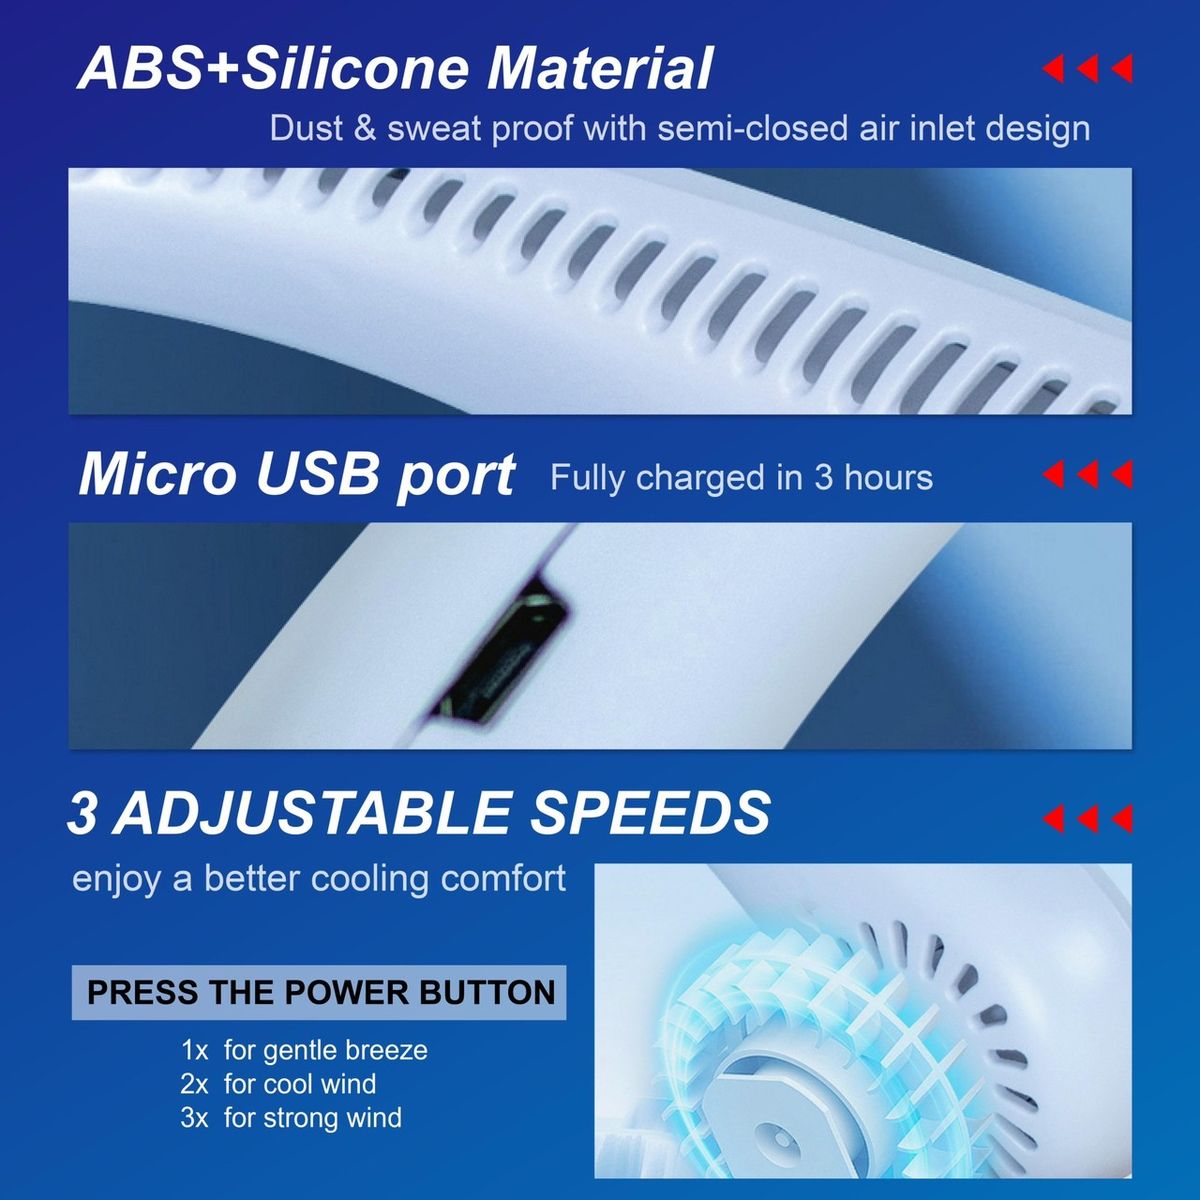 ABS+Silicone Material
Dust & sweat proof with semi-closed air inlet design
Micro USB port
Fully charged in 3 hours
3 ADJUSTABLE SPEEDS
enjoy a better cooling comfort
PRESS THE POWER BUTTON
1x for gentle breeze
2x for cool wind
3x for strong wind